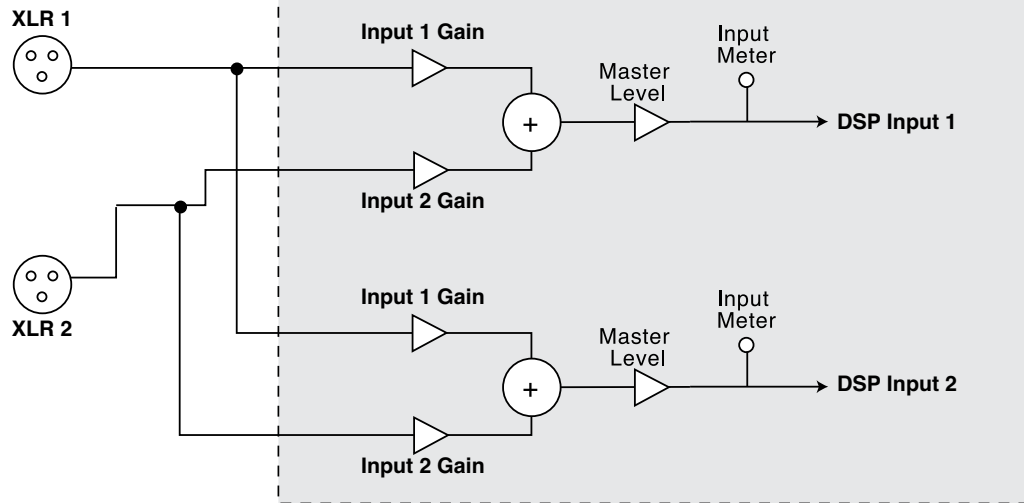 XLR 1
Input 1 Gain
Input
Meter
Master
Level
+
DSP Input 1
Input 2 Gain
XLR 2
Input 1 Gain
Input
Meter
Master
Level
+
DSP Input 2
Input 2 Gain